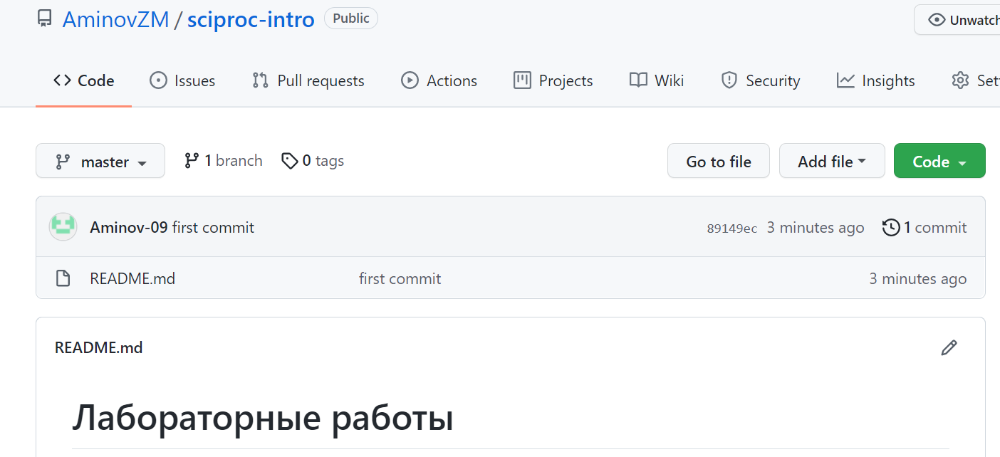 AminovZM / sciproc-intro Public Unwatch
Code Issues Pull requests Actions Projects Wiki Security Insights Set
master 1 branch 0 tags Go to file Add file Code
Aminov-09 first commit 89149ec 3 minutes ago 1 commit
README.md first commit 3 minutes ago
README.md
Лабораторные работы